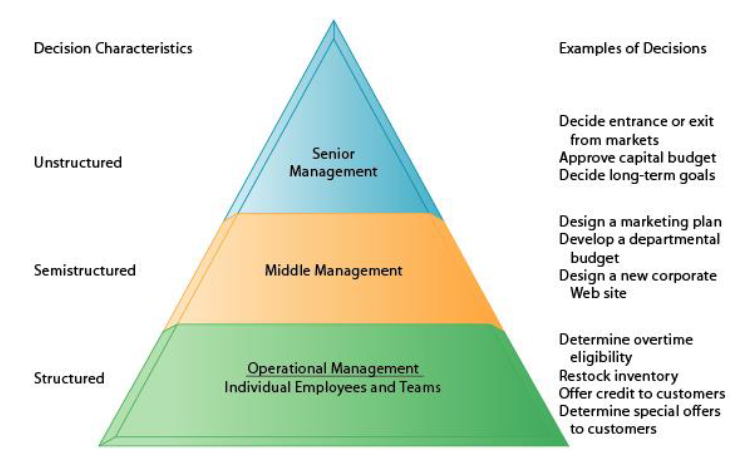 Decision Characteristics
Examples of Decisions
Unstructured
Senior
Management
Decide entrance or exit
from markets
Approve capital budget
Decide long-term goals
Semistructured
Middle Management
Design a marketing plan
Develop a departmental
budget
Design a new corporate
Web site
Structured
Operational Management
Individual Employees and Teams
Determine overtime
eligibility
Restock inventory
Offer credit to customers
Determine special offers
to customers